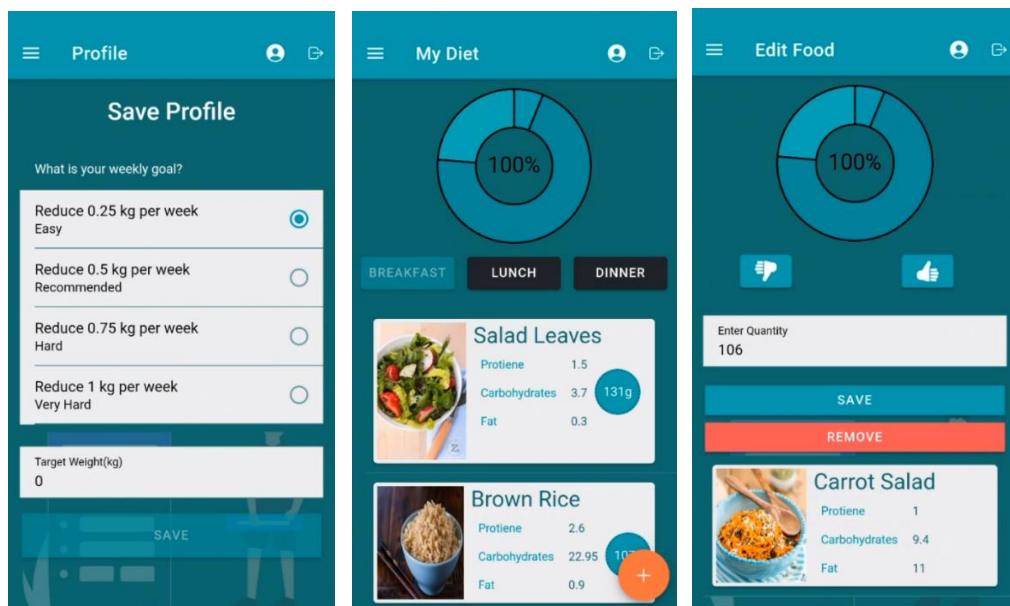 Profile
Save Profile
What is your weekly goal?
Reduce 0.25 kg per week
Easy
Reduce 0.5 kg per week
Recommended
Reduce 0.75 kg per week
Hard
Reduce 1 kg per week
Very Hard
Target Weight(kg)
0
SAVE
My Diet
100%
BREAKFAST LUNCH DINNER
Salad Leaves
Protiene 1.5
Carbohydrates 3.7 131g
Fat 0.3
Brown Rice
Protiene 2.6
Carbohydrates 22.95
Fat 0.9
+
Edit Food
100%
Enter Quantity
106
SAVE
REMOVE
Carrot Salad
Protiene 1
Carbohydrates 9.4
Fat 11